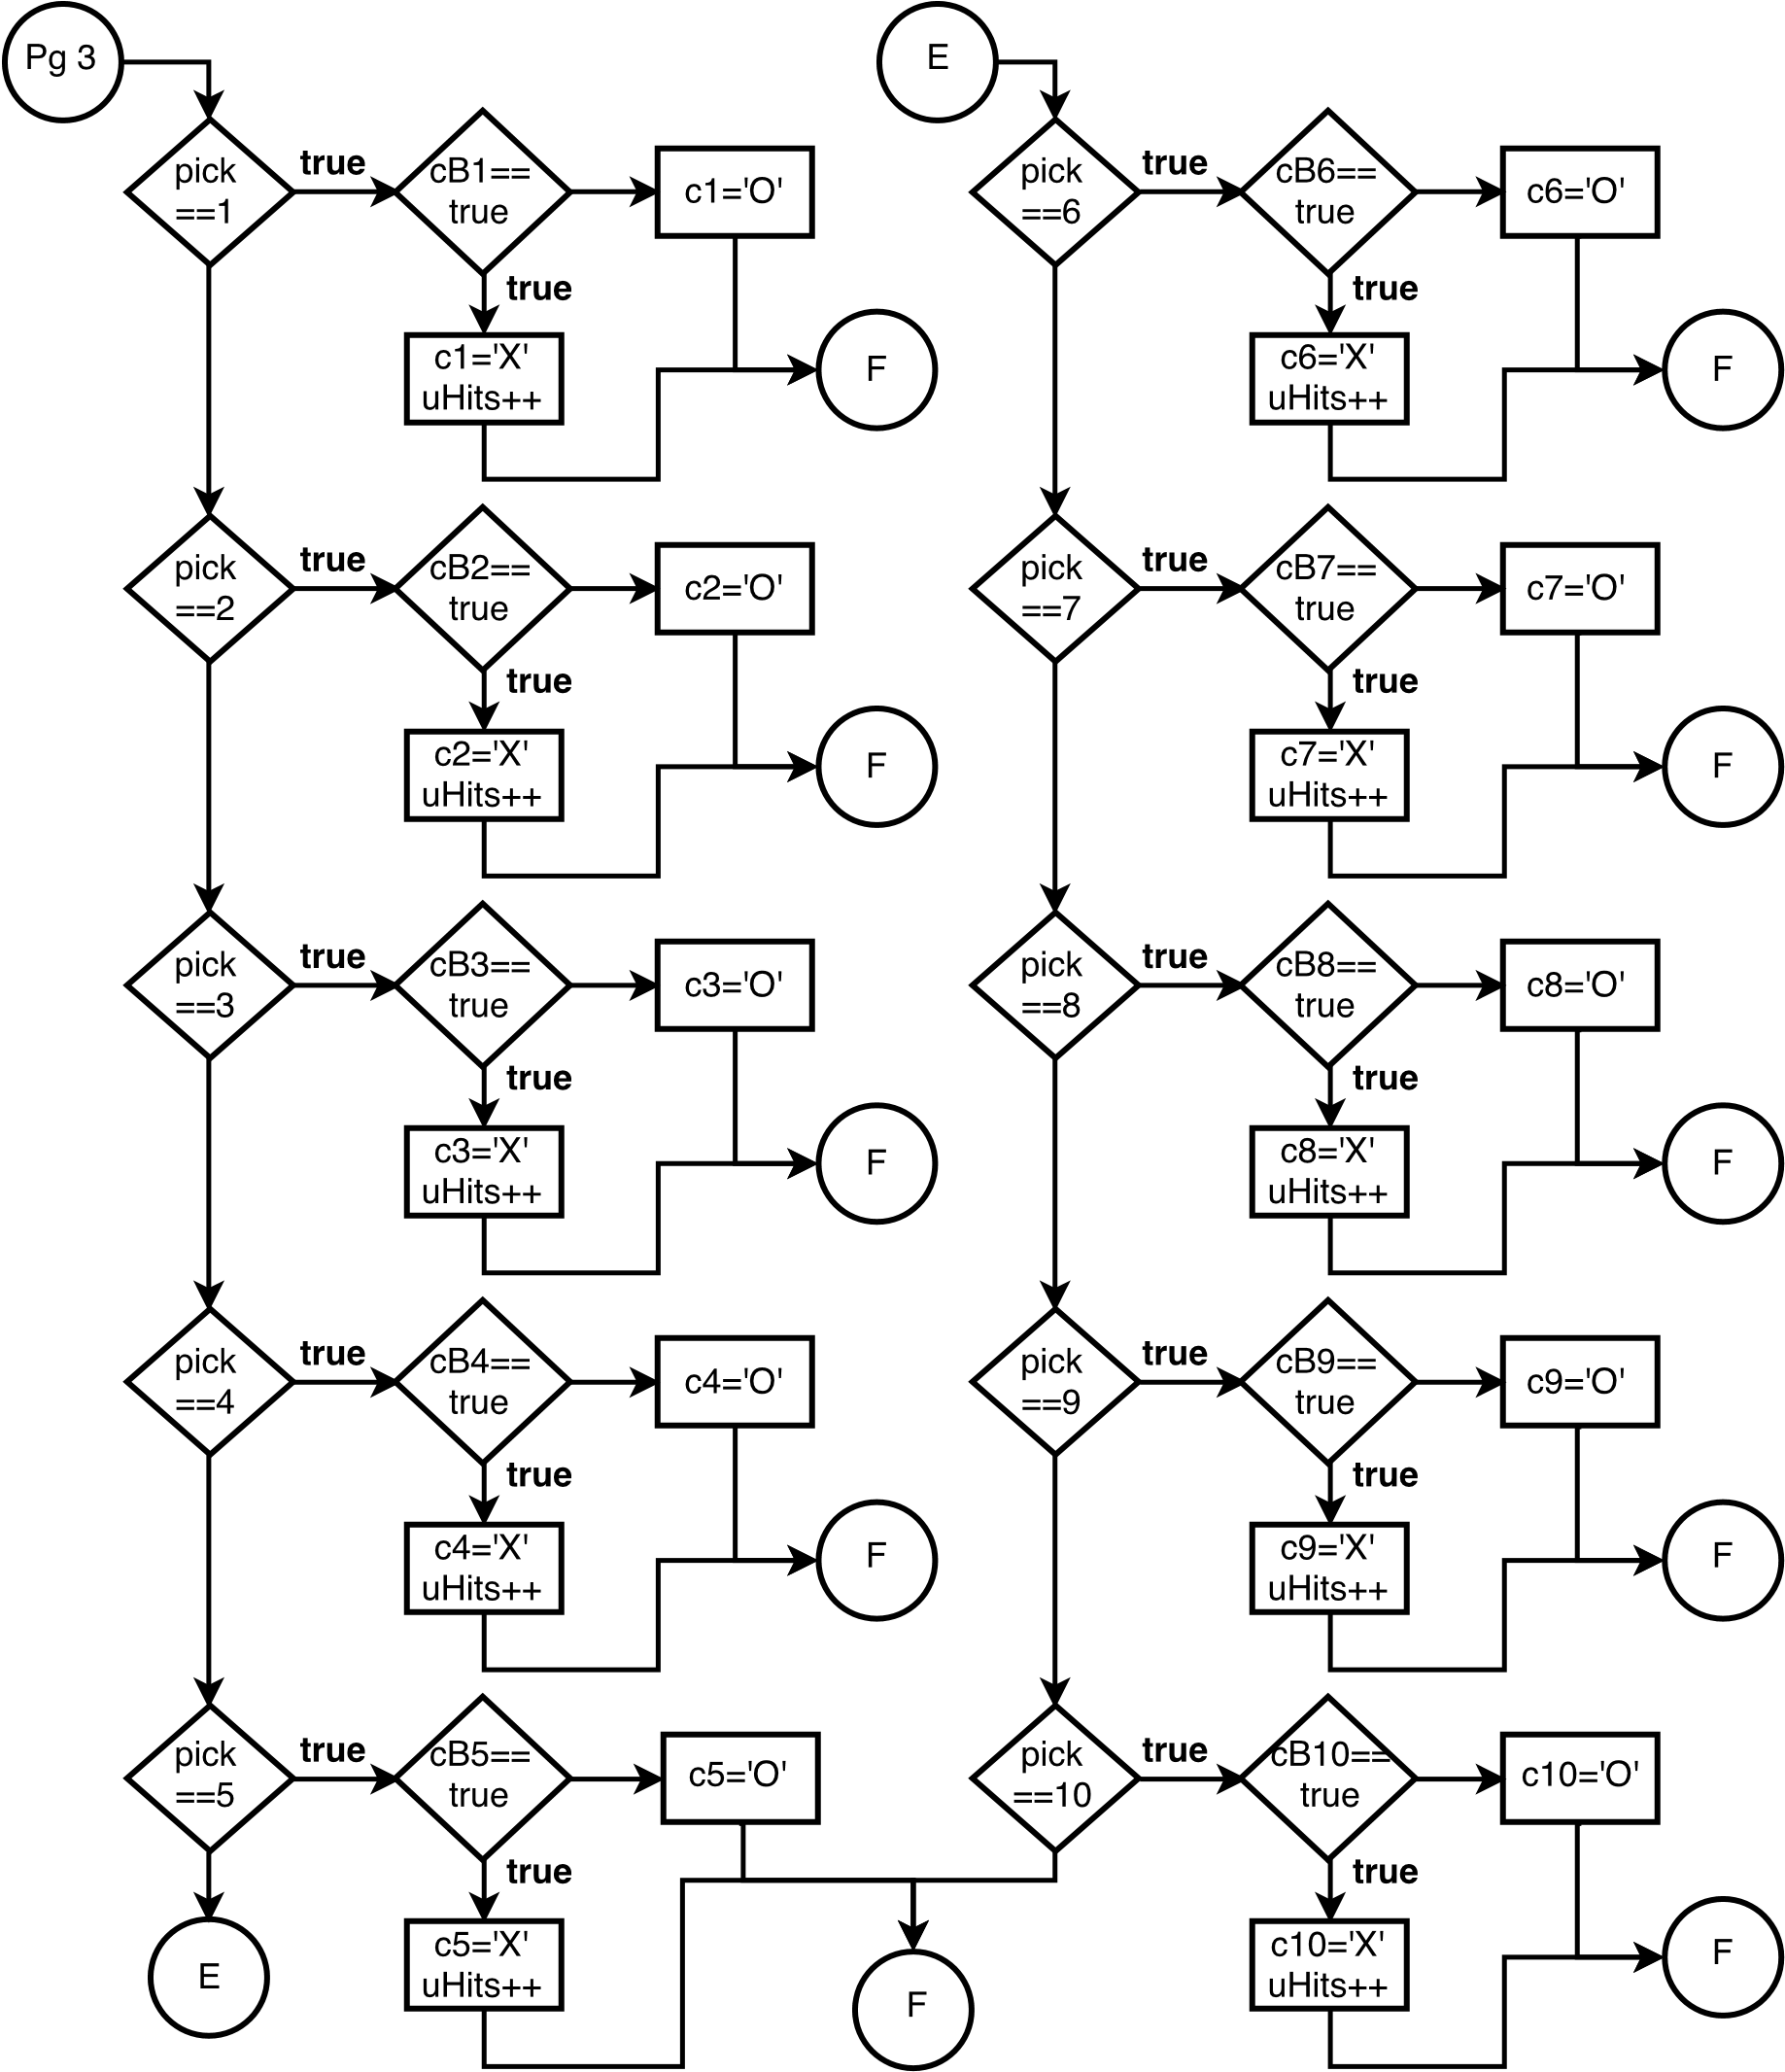 Pg 3
pick
==1
true
cB1==
true
c1='O'
true
c1='X'
uHits++
F
pick
==2
true
cB2==
true
c2='O'
true
c2='X'
uHits++
F
pick
==3
true
cB3==
true
c3='O'
true
c3='X'
uHits++
F
pick
==4
true
cB4==
true
c4='O'
true
c4='X'
uHits++
F
pick
==5
true
cB5==
true
c5='O'
true
c5='X'
uHits++
E
F
E
pick
==6
true
cB6==
true
c6='O'
true
c6='X'
uHits++
F
pick
==7
true
cB7==
true
c7='O'
true
c7='X'
uHits++
F
pick
==8
true
cB8==
true
c8='O'
true
c8='X'
uHits++
F
pick
==9
true
cB9==
true
c9='O'
true
c9='X'
uHits++
F
pick
==10
true
cB10==
true
c10='O'
true
c10='X'
uHits++
F